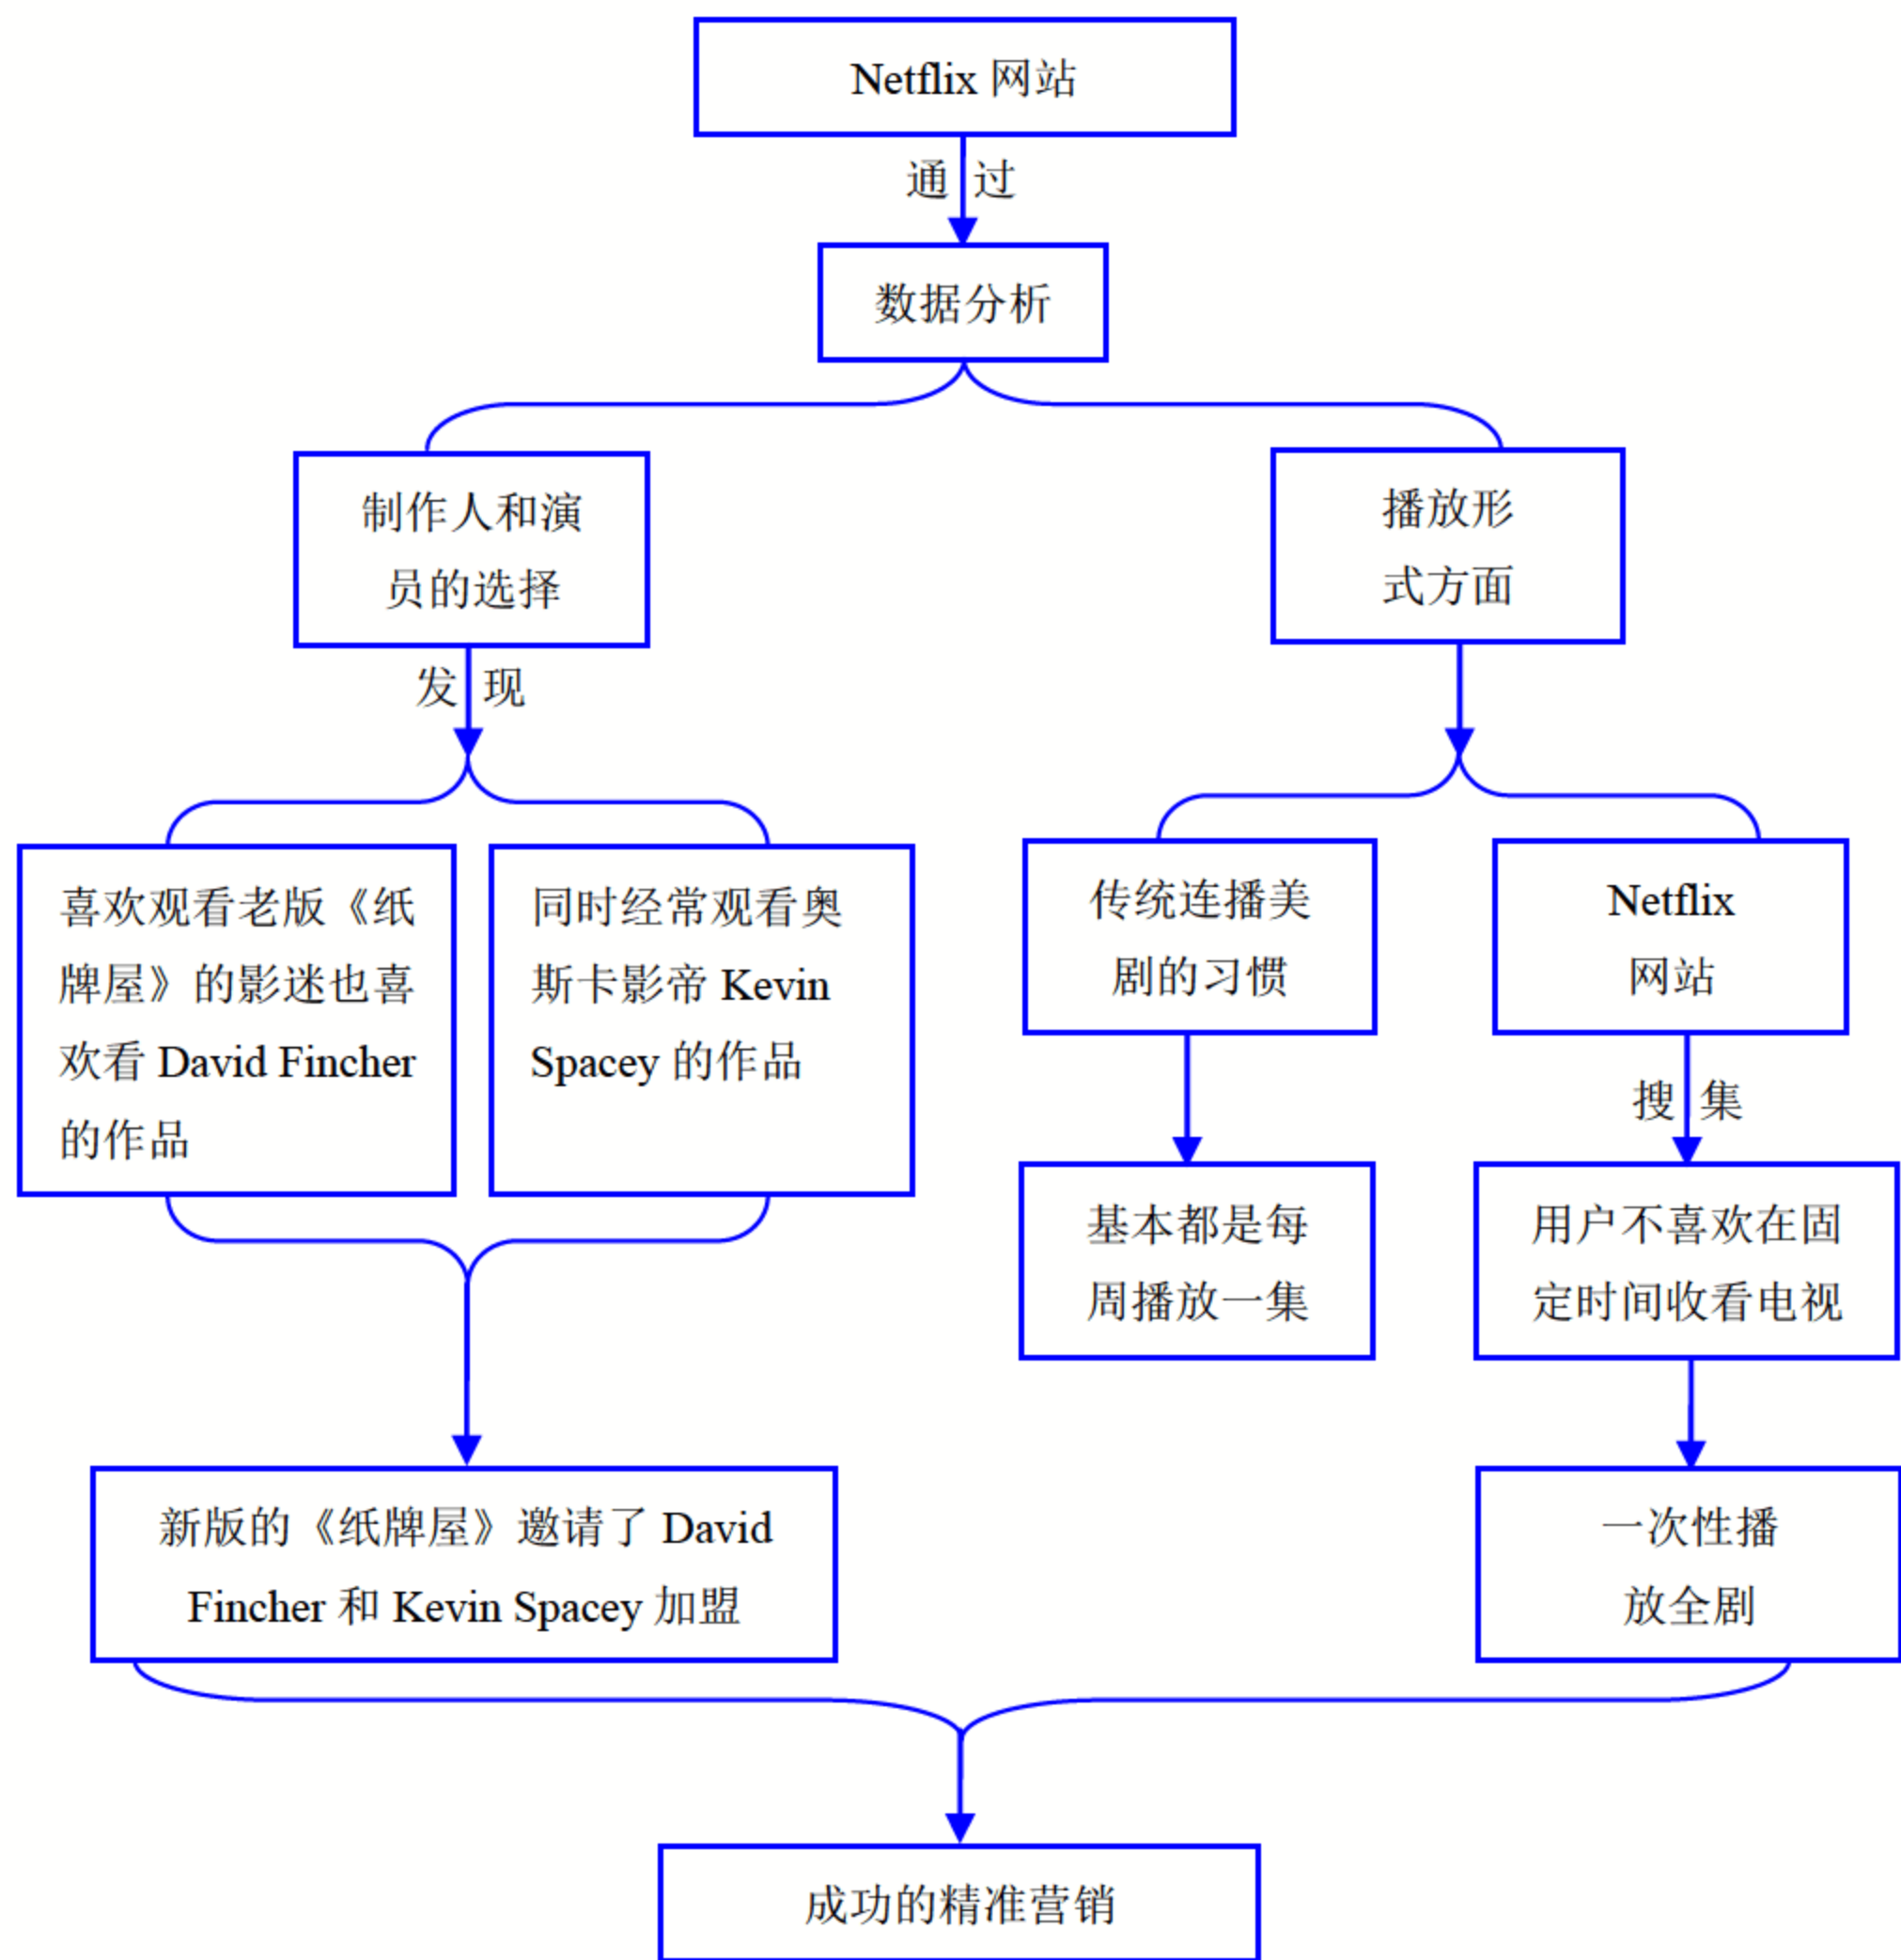 Netflix 网站
通过
数据分析
制作人和演
员的选择
播放形
式方面
发现
喜欢观看老版《纸
牌屋》的影迷也喜
欢看 David Fincher
的作品
同时经常观看奥
斯卡影帝 Kevin
Spacey 的作品
传统连播美
剧的习惯
Netflix
网站
搜集
基本都是每
周播放一集
用户不喜欢在固
定时间收看电视
新版的《纸牌屋》邀请了 David
Fincher 和 Kevin Spacey 加盟
一次性播
放全剧
成功的精准营销